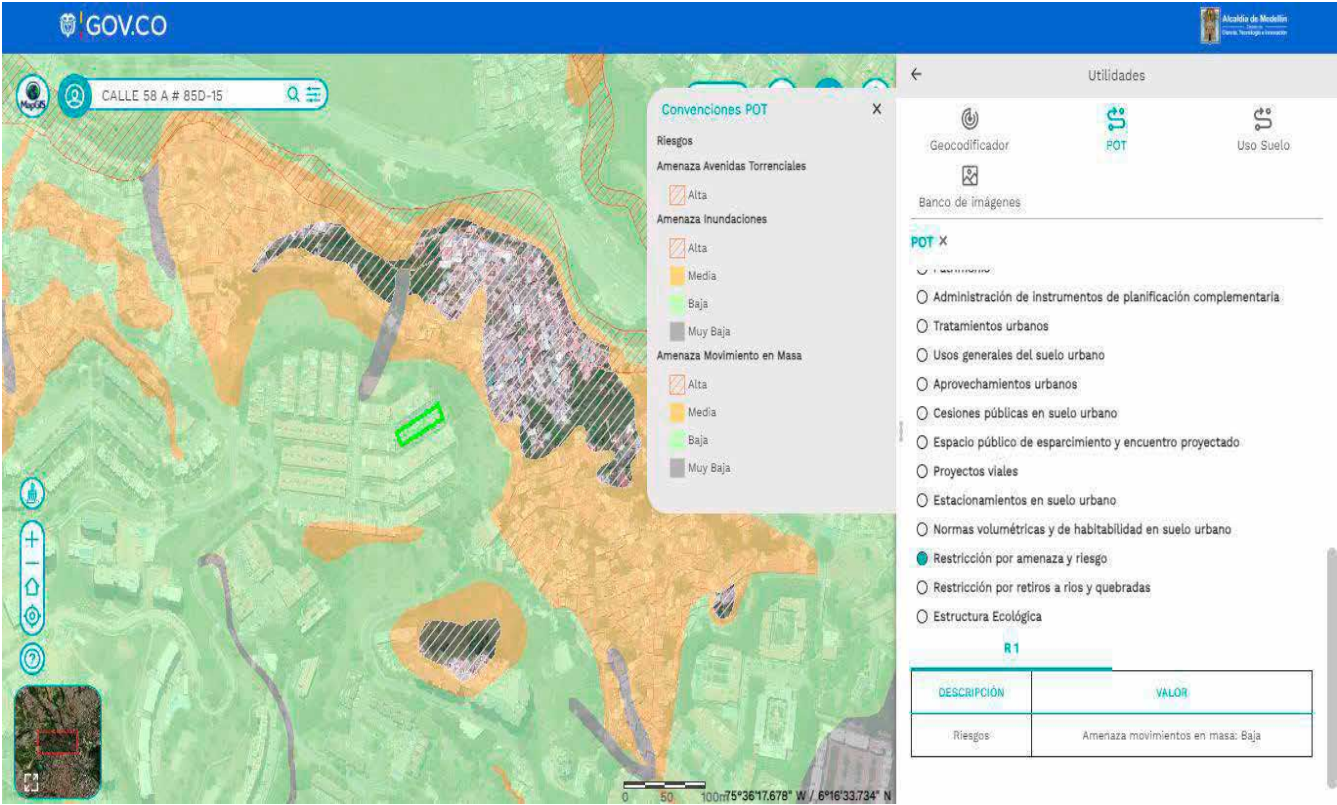 GOV.CO
Alcaldía de Medellín
MapGIS
CALLE 58 A # 85D-15
Convenciones POT
X
Riesgos
Amenaza Avenidas Torrenciales
Alta
Amenaza Inundaciones
Alta
Media
Baja
Muy Baja
Amenaza Movimiento en Masa
Alta
Media
Baja
Muy Baja
0 50 100m
75°36'17.678" W / 6°16'33.734" N
Utilidades
Geocodificador
POT
Uso Suelo
Banco de imágenes
POT X
Patrimonio
Administración de instrumentos de planificación complementaria
Tratamientos urbanos
Usos generales del suelo urbano
Aprovechamientos urbanos
Cesiones públicas en suelo urbano
Espacio público de esparcimiento y encuentro proyectado
Proyectos viales
Estacionamientos en suelo urbano
Normas volumétricas y de habitabilidad en suelo urbano
Restricción por amenaza y riesgo
Restricción por retiros a rios y quebradas
Estructura Ecológica
R 1
DESCRIPCIÓN VALOR
Riesgos Amenaza movimientos en masa: Baja